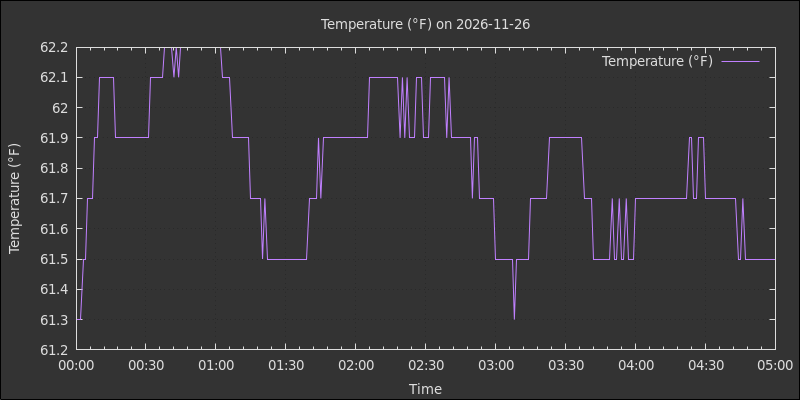 Temperature (°F) on 2026-11-26
Temperature (°F)
62.2
62.1
62
61.9
61.8
61.7
61.6
61.5
61.4
61.3
61.2
Temperature (°F)
00:00 00:30 01:00 01:30 02:00 02:30 03:00 03:30 04:00 04:30 05:00
Time